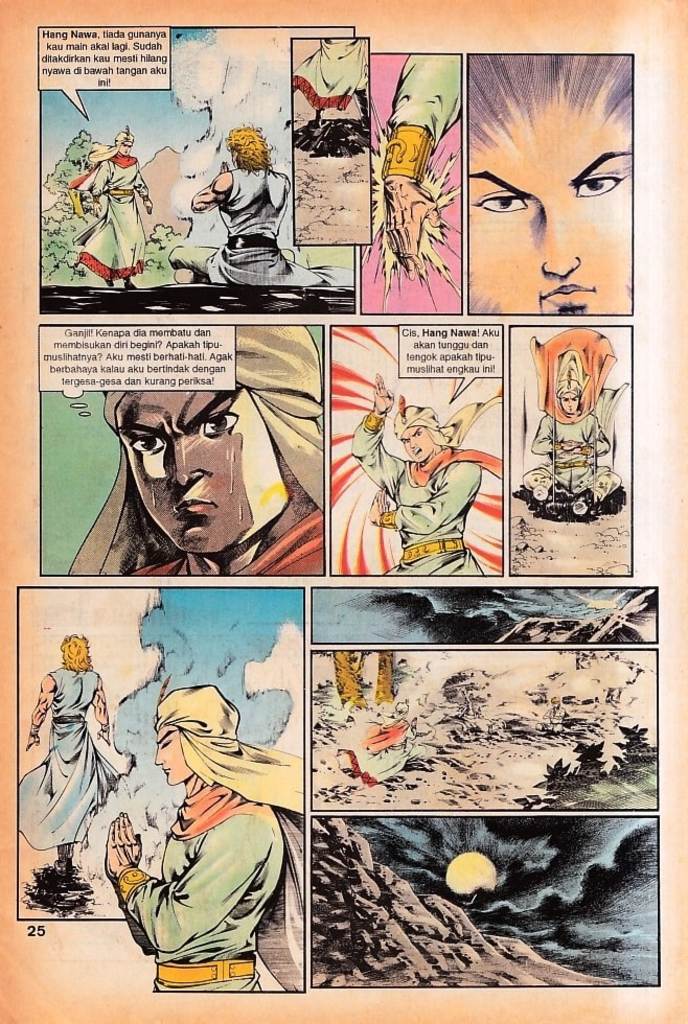 Hang Nawa, tiada gunanya
kau main akal lagi. Sudah
ditakdirkan kau mesti hilang
nyawa di bawah tangan aku
ini!
Ganjil! Kenapa dia membatu dan
membisukan diri begini? Apakah tipu-
muslihatnya? Aku mesti berhati-hati. Agak
berbahaya kalau aku bertindak dengan
tergesa-gesa dan kurang periksa!
Cis, Hang Nawa! Aku
akan tunggu dan
tengok apakah tipu-
muslihat engkau ini!
25